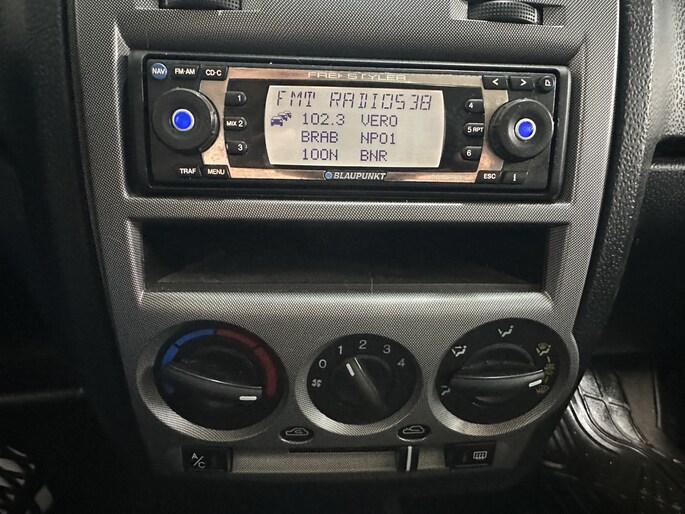 NAV FM·AM CD·C FREESTYLER < >
1 4
MIX 2 5 RPT
3 6
FMT RADIO538
102.3 VERO
BRAB NPO1
100N BNR
TRAF MENU BLAUPUNKT ESC i
0 1 2 3 4
A/C